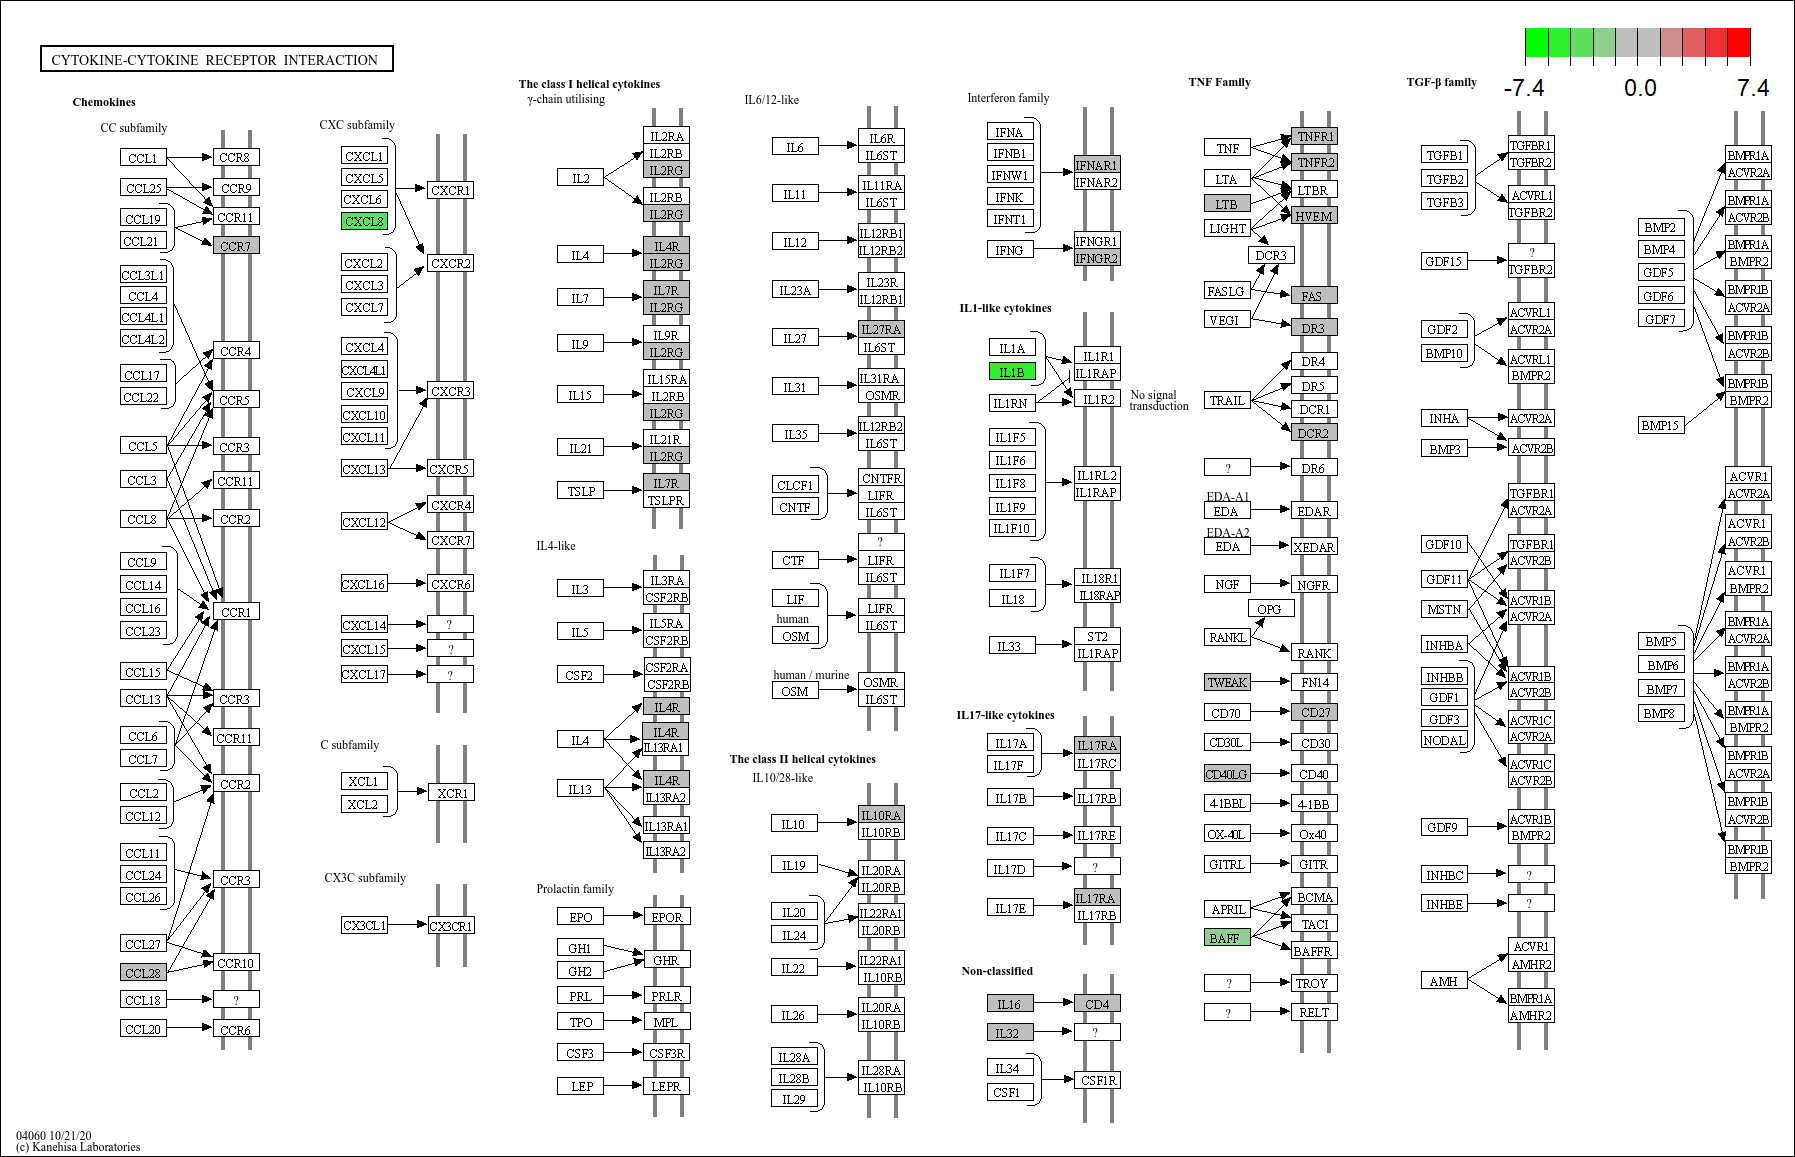 CYTOKINE-CYTOKINE RECEPTOR INTERACTION
-7.4
0.0
7.4
Chemokines
CC subfamily
CCL1
CCR8
CCL25
CCR9
CCL19
CCR11
CCL21
CCR7
CCL3L1
CCL4
CCL4L1
CCL4L2
CCR4
CCL17
CCL22
CCR5
CCL5
CCR3
CCL3
CCR11
CCL8
CCR2
CCL9
CCL14
CCL16
CCL23
CCR1
CCL15
CCL13
CCR3
CCL6
CCR11
CCL7
CCR2
CCL2
CCL12
CCL11
CCL24
CCL26
CCR3
CCL27
CCR10
CCL28
CCL18
?
CCL20
CCR6
CXC subfamily
CXCL1
CXCL5
CXCL6
CXCL8
CXCR1
CXCL2
CXCL3
CXCL7
CXCR2
CXCL4
CXCL4L1
CXCL9
CXCL10
CXCL11
CXCR3
CXCL13
CXCR5
CXCR4
CXCL12
CXCR7
CXCL16
CXCR6
CXCL14
?
CXCL15
?
CXCL17
?
C subfamily
XCL1
XCL2
XCR1
CX3C subfamily
CX3CL1
CX3CR1
The class I helical cytokines
γ-chain utilising
IL2
IL2RA
IL2RB
IL2RG
IL2RB
IL2RG
IL4
IL4R
IL2RG
IL7
IL7R
IL2RG
IL9
IL9R
IL2RG
IL15
IL15RA
IL2RB
IL2RG
IL21
IL21R
IL2RG
TSLP
IL7R
TSLPR
IL4-like
IL3
IL3RA
CSF2RB
IL5
IL5RA
CSF2RB
CSF2
CSF2RA
CSF2RB
IL4
IL4R
IL4R
IL13RA1
IL13
IL4R
IL13RA2
IL13RA1
IL13RA2
Prolactin family
EPO
EPOR
GH1
GH2
GHR
PRL
PRLR
TPO
MPL
CSF3
CSF3R
LEP
LEPR
IL6/12-like
IL6
IL6R
IL6ST
IL11
IL11RA
IL6ST
IL12
IL12RB1
IL12RB2
IL23A
IL23R
IL12RB1
IL27
IL27RA
IL6ST
IL31
IL31RA
OSMR
IL35
IL12RB2
IL6ST
CLCF1
CNTF
CNTFR
LIFR
IL6ST
CTF
?
LIFR
IL6ST
LIF
human
OSM
LIFR
IL6ST
human / murine
OSM
OSMR
IL6ST
The class II helical cytokines
IL10/28-like
IL10
IL10RA
IL10RB
IL19
IL20RA
IL20RB
IL20
IL24
IL22RA1
IL20RB
IL22
IL22RA1
IL10RB
IL26
IL20RA
IL10RB
IL28A
IL28B
IL29
IL28RA
IL10RB
Interferon family
IFNA
IFNB1
IFNW1
IFNK
IFNT1
IFNAR1
IFNAR2
IFNG
IFNGR1
IFNGR2
IL1-like cytokines
IL1A
IL1B
IL1R1
IL1RAP
IL1RN
IL1R2
No signal
transduction
IL1F5
IL1F6
IL1F8
IL1F9
IL1F10
IL1RL2
IL1RAP
IL1F7
IL18
IL18R1
IL18RAP
IL33
ST2
IL1RAP
IL17-like cytokines
IL17A
IL17F
IL17RA
IL17RC
IL17B
IL17RB
IL17C
IL17RE
IL17D
?
IL17E
IL17RA
IL17RB
Non-classified
IL16
CD4
IL32
?
IL34
CSF1
CSF1R
TNF Family
TNF
TNFR1
TNFR2
LTA
LTBR
LTB
HVEM
LIGHT
DCR3
FASLG
FAS
VEGI
DR3
DR4
TRAIL
DR5
DCR1
DCR2
?
DR6
EDA-A1
EDA
EDAR
EDA-A2
EDA
XEDAR
NGF
NGFR
OPG
RANKL
RANK
TWEAK
FN14
CD70
CD27
CD30L
CD30
CD40LG
CD40
4-1BBL
4-1BB
OX-40L
Ox40
GITRL
GITR
APRIL
BCMA
TACI
BAFF
BAFFR
?
TROY
?
RELT
TGF-β family
TGFB1
TGFB2
TGFB3
TGFBR1
TGFBR2
ACVRL1
TGFBR2
GDF15
?
TGFBR2
GDF2
BMP10
ACVRL1
ACVR2A
ACVRL1
BMPR2
INHA
ACVR2A
BMP3
ACVR2B
TGFBR1
ACVR2A
GDF10
TGFBR1
ACVR2B
GDF11
MSTN
ACVR1B
ACVR2A
INHBA
INHBB
GDF1
GDF3
NODAL
ACVR1B
ACVR2B
ACVR1C
ACVR2A
ACVR1C
ACVR2B
GDF9
ACVR1B
BMPR2
INHBC
?
INHBE
?
AMH
ACVR1
AMHR2
BMPR1A
AMHR2
BMP2
BMP4
GDF5
GDF6
GDF7
BMPR1A
ACVR2A
BMPR1A
ACVR2B
BMPR1A
BMPR2
BMPR1B
ACVR2A
BMPR1B
ACVR2B
BMPR1B
BMPR2
BMP15
ACVR1
ACVR2A
ACVR1
ACVR2B
ACVR1
BMPR2
BMP5
BMP6
BMP7
BMP8
BMPR1A
ACVR2A
BMPR1A
ACVR2B
BMPR1A
BMPR2
BMPR1B
ACVR2A
BMPR1B
ACVR2B
BMPR1B
BMPR2
04060 10/21/20
(c) Kanehisa Laboratories